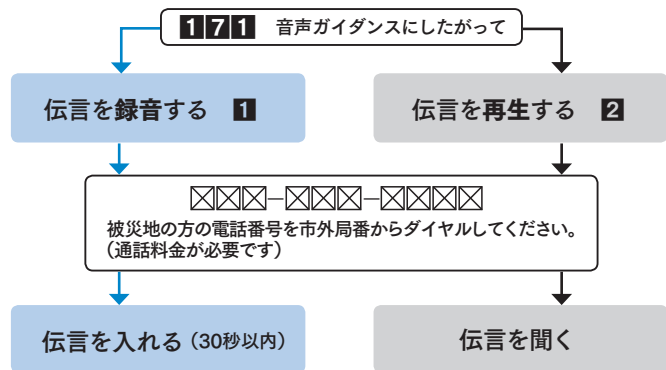 171 音声ガイダンスにしたがって
伝言を録音する 1
伝言を再生する 2
☒☒☒−☒☒☒−☒☒☒☒
被災地の方の電話番号を市外局番からダイヤルしてください。
（通話料金が必要です）
伝言を入れる（30秒以内）
伝言を聞く